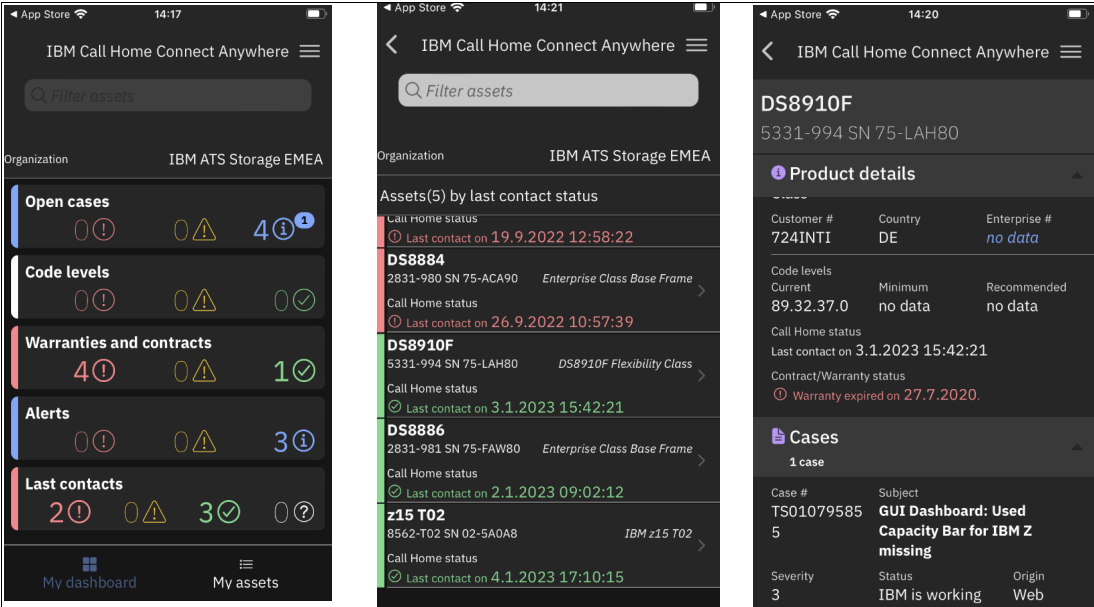 App Store
14:17
IBM Call Home Connect Anywhere
Filter assets
Organization IBM ATS Storage EMEA
Open cases
0 0 4 1
Code levels
0 0 0
Warranties and contracts
4 0 1
Alerts
0 0 3
Last contacts
2 0 3 0
My dashboard My assets
App Store
14:21
IBM Call Home Connect Anywhere
Filter assets
Organization IBM ATS Storage EMEA
Assets(5) by last contact status
Call Home status
Last contact on 19.9.2022 12:58:22
DS8884
2831-980 SN 75-ACA90 Enterprise Class Base Frame
Call Home status
Last contact on 26.9.2022 10:57:39
DS8910F
5331-994 SN 75-LAH80 DS8910F Flexibility Class
Call Home status
Last contact on 3.1.2023 15:42:21
DS8886
2831-981 SN 75-FAW80 Enterprise Class Base Frame
Call Home status
Last contact on 2.1.2023 09:02:12
z15 T02
8562-T02 SN 02-5A0A8 IBM z15 T02
Call Home status
Last contact on 4.1.2023 17:10:15
App Store
14:20
IBM Call Home Connect Anywhere
DS8910F
5331-994 SN 75-LAH80
Product details
Customer # Country Enterprise #
724INTI DE no data
Code levels
Current Minimum Recommended
89.32.37.0 no data no data
Call Home status
Last contact on 3.1.2023 15:42:21
Contract/Warranty status
Warranty expired on 27.7.2020.
Cases
1 case
Case # Subject
TS01079585 GUI Dashboard: Used
5 Capacity Bar for IBM Z
missing
Severity Status Origin
3 IBM is working Web